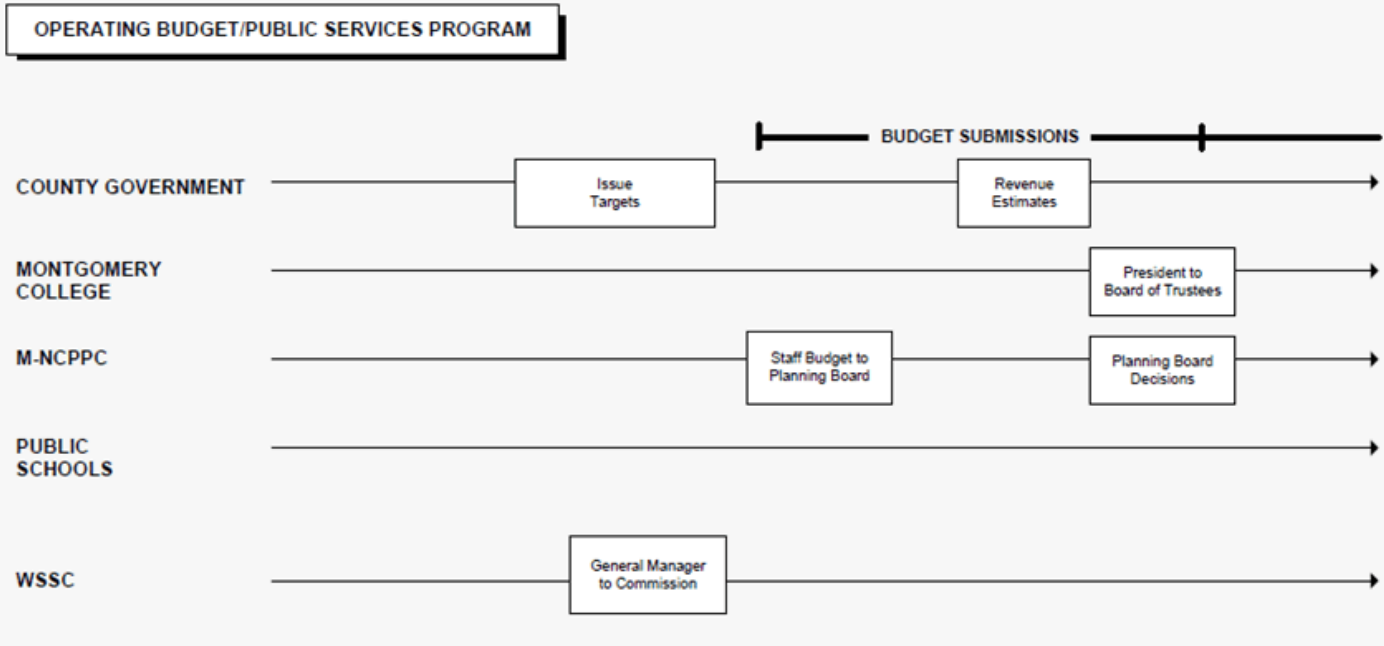 OPERATING BUDGET/PUBLIC SERVICES PROGRAM
BUDGET SUBMISSIONS
COUNTY GOVERNMENT
Issue
Targets
Revenue
Estimates
MONTGOMERY
COLLEGE
President to
Board of Trustees
M-NCPPC
Staff Budget to
Planning Board
Planning Board
Decisions
PUBLIC
SCHOOLS
WSSC
General Manager
to Commission